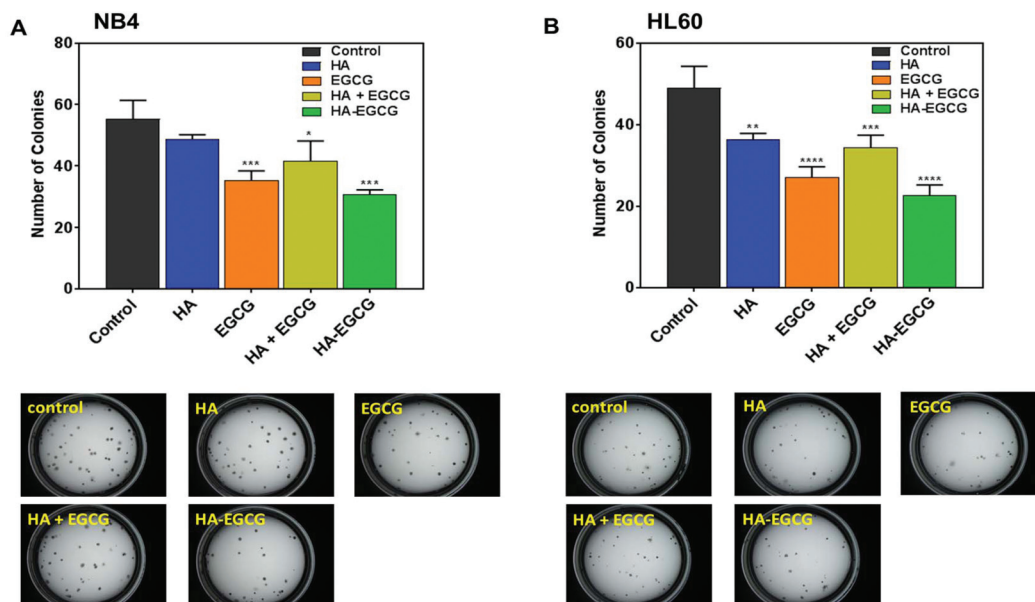 A
NB4
80
60
40
20
0
Number of Colonies
Control
HA
EGCG
HA + EGCG
HA-EGCG
***
*
***
Control
HA
EGCG
HA + EGCG
HA-EGCG
control
HA
EGCG
HA + EGCG
HA-EGCG
B
HL60
60
40
20
0
Number of Colonies
Control
HA
EGCG
HA + EGCG
HA-EGCG
**
****
***
****
Control
HA
EGCG
HA + EGCG
HA-EGCG
control
HA
EGCG
HA + EGCG
HA-EGCG